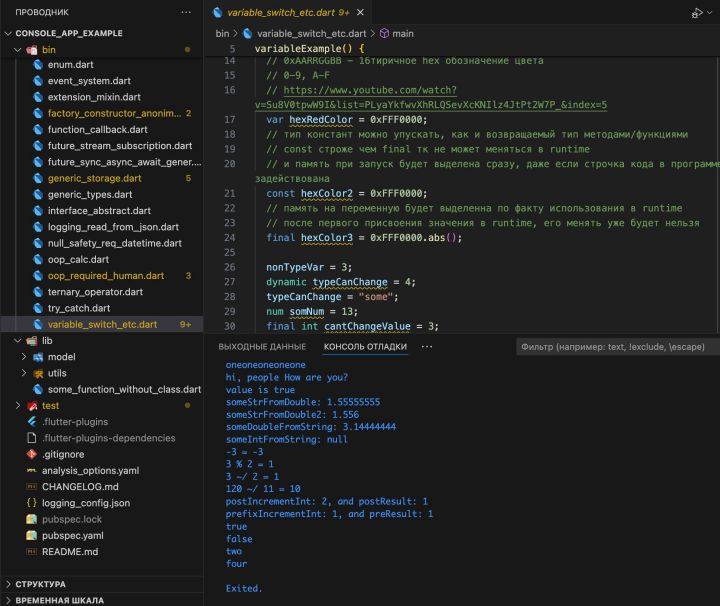 ПРОВОДНИК ···
CONSOLE_APP_EXAMPLE
bin
enum.dart
event_system.dart
extension_mixin.dart
factory_constructor_anonim... 2
function_callback.dart
future_stream_subscription.dart
future_sync_async_await_gener....
generic_storage.dart 5
generic_types.dart
interface_abstract.dart
logging_read_from_json.dart
null_safety_req_datetime.dart
oop_calc.dart
oop_required_human.dart 3
ternary_operator.dart
try_catch.dart
variable_switch_etc.dart 9+
lib
model
utils
some_function_without_class.dart
test
.flutter-plugins
.flutter-plugins-dependencies
.gitignore
analysis_options.yaml
CHANGELOG.md
logging_config.json
pubspec.lock
pubspec.yaml
README.md
СТРУКТУРА
ВРЕМЕННАЯ ШКАЛА
variable_switch_etc.dart 9+
bin > variable_switch_etc.dart > main
5 variableExample() {
14 // 0xAARRGGBB – 16тиричное hex обозначение цвета
15 // 0-9, A-F
16 // https://www.youtube.com/watch?
v=Su8V0tpwW9I&list=PLyaYkfwvXhRLQSevXcKNIlz4JtPt2W7P_&index=5
17 var hexRedColor = 0xFFF0000;
18 // тип констант можно упускать, как и возвращаемый тип методами/функциями
19 // const строже чем final тк не может меняться в runtime
20 // и память при запуск будет выделена сразу, даже если строчка кода в программе
задействована
21 const hexColor2 = 0xFFF0000;
22 // память на переменную будет выделенна по факту использования в runtime
23 // после первого присвоения значения в runtime, его менять уже будет нельзя
24 final hexColor3 = 0xFFF0000.abs();
25
26 nonTypeVar = 3;
27 dynamic typeCanChange = 4;
28 typeCanChange = "some";
29 num somNum = 13;
30 final int cantChangeValue = 3;
ВЫХОДНЫЕ ДАННЫЕ КОНСОЛЬ ОТЛАДКИ ··· Фильтр (например: text, !exclude, \escape)
oneoneoneoneone
hi, people How are you?
value is true
someStrFromDouble: 1.55555555
someStrFromDouble2: 1.556
someDoubleFromString: 3.14444444
someIntFromString: null
-3 = -3
3 % 2 = 1
3 ~/ 2 = 1
120 ~/ 11 = 10
postIncrementInt: 2, and postResult: 1
prefixIncrementInt: 1, and preResult: 1
true
false
two
four
Exited.